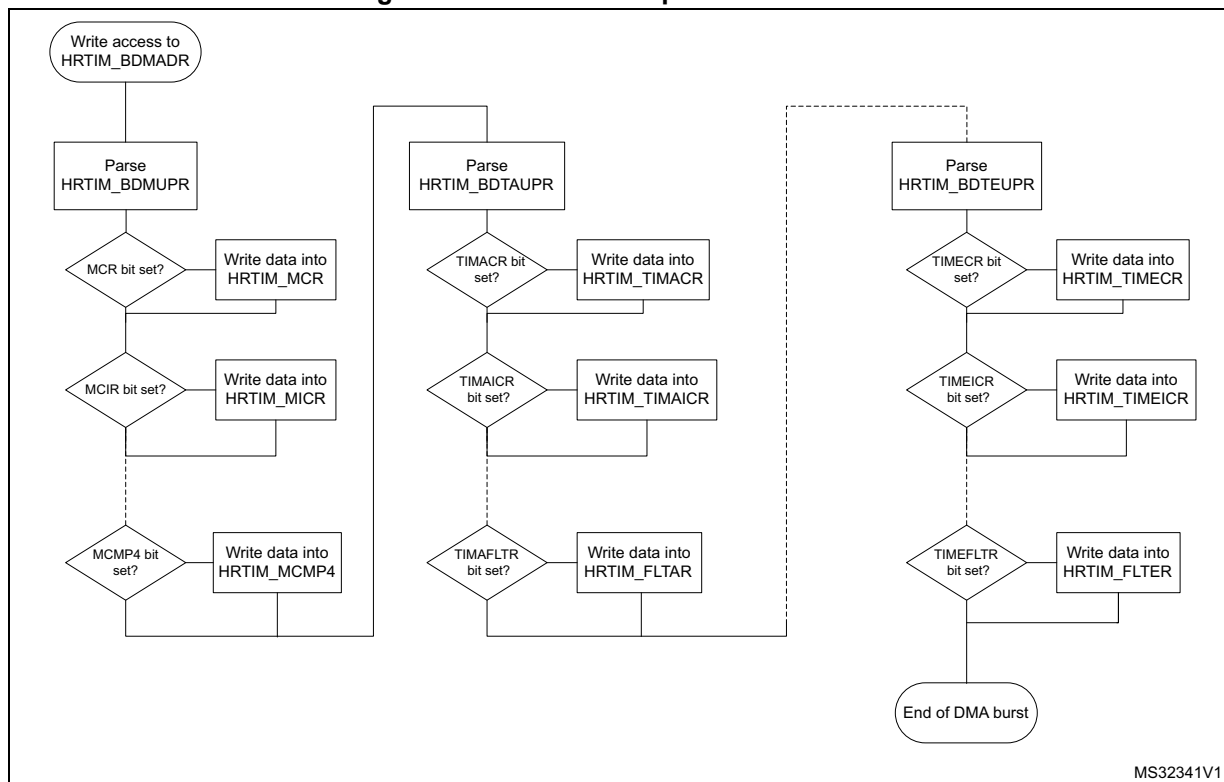 Write access to
HRTIM_BDMADR
Parse
HRTIM_BDMUPR
MCR bit set?
Write data into
HRTIM_MCR
MCIR bit set?
Write data into
HRTIM_MICR
MCMP4 bit
set?
Write data into
HRTIM_MCMP4
Parse
HRTIM_BDTAUPR
TIMACR bit
set?
Write data into
HRTIM_TIMACR
TIMAICR
bit set?
Write data into
HRTIM_TIMAICR
TIMAFLTR
bit set?
Write data into
HRTIM_FLTAR
Parse
HRTIM_BDTEUPR
TIMECR bit
set?
Write data into
HRTIM_TIMECR
TIMEICR
bit set?
Write data into
HRTIM_TIMEICR
TIMEFLTR
bit set?
Write data into
HRTIM_FLTER
End of DMA burst
MS32341V1